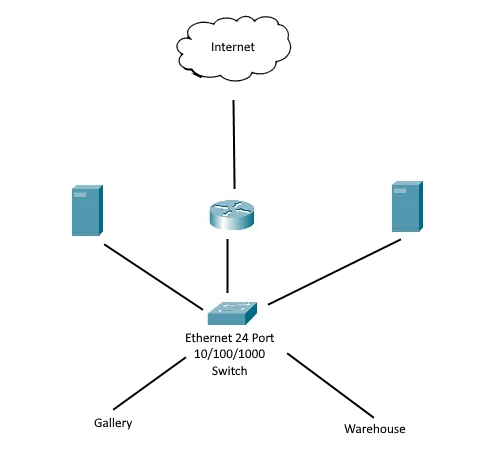 Internet
Ethernet 24 Port
10/100/1000
Switch
Gallery
Warehouse